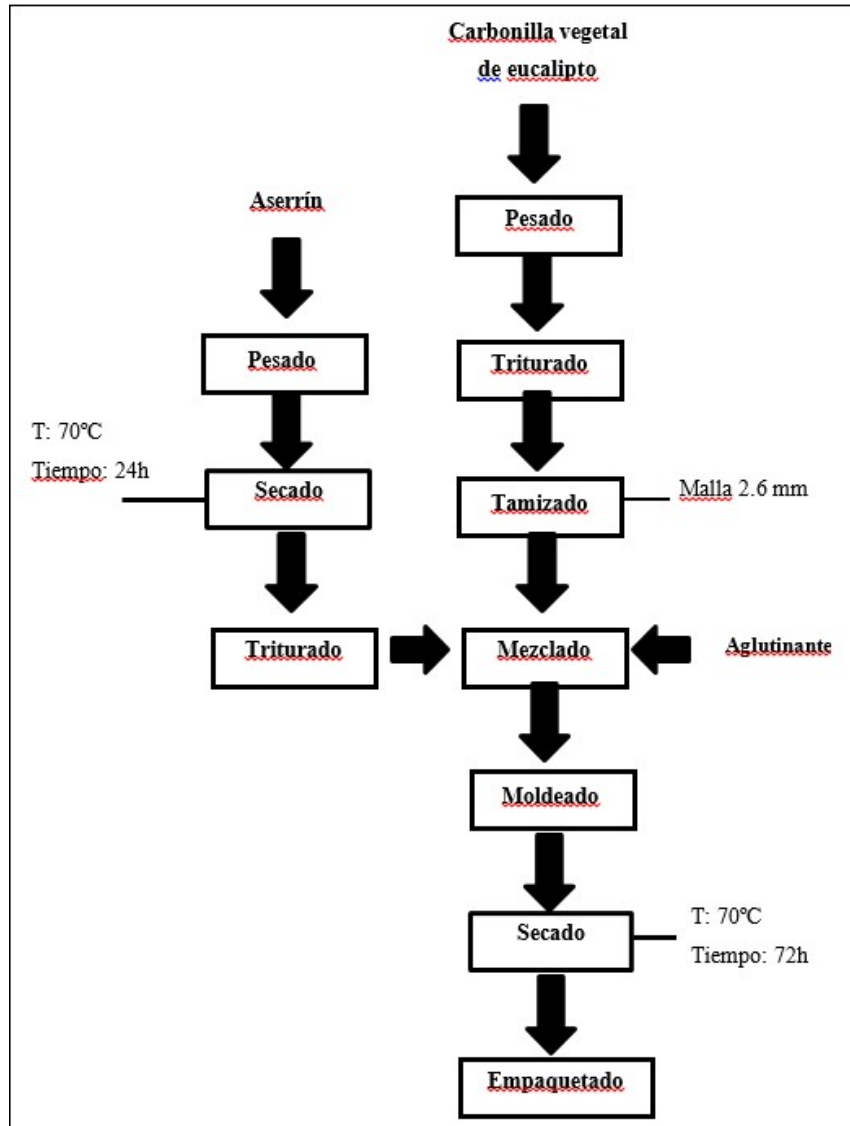 Carbonilla vegetal
de eucalipto
Aserrín
Pesado
Pesado
Triturado
T: 70ºC
Tiempo: 24h
Secado
Tamizado
Malla 2.6 mm
Triturado
Mezclado
Aglutinante
Moldeado
Secado
T: 70ºC
Tiempo: 72h
Empaquetado